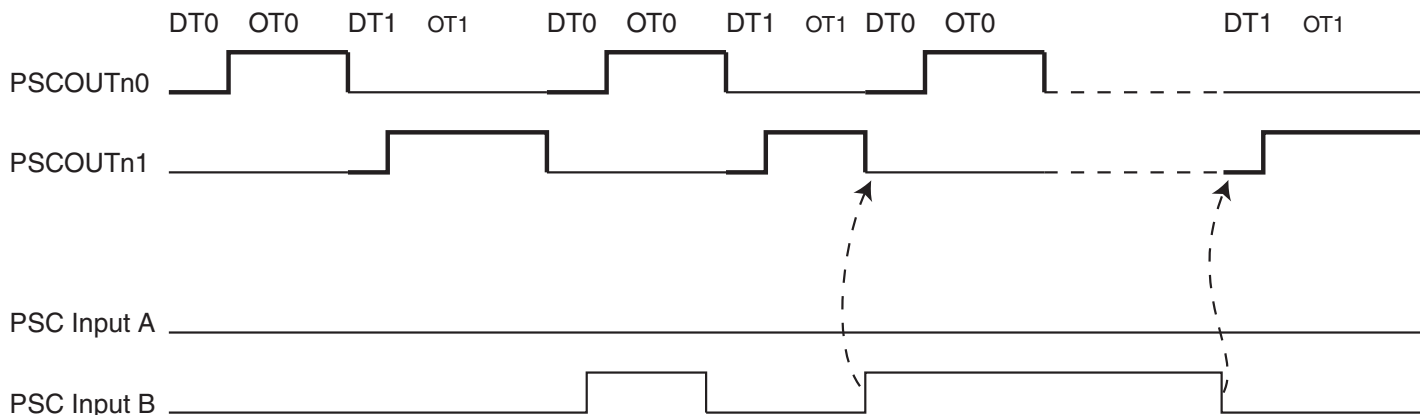 DT0 OT0 DT1 OT1 DT0 OT0 DT1 OT1 DT0 OT0 DT1 OT1
PSCOUTn0
PSCOUTn1
PSC Input A
PSC Input B